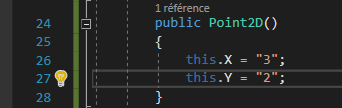 1 référence
24 public Point2D()
25 {
26 this.X = "3";
27 this.Y = "2";
28 }